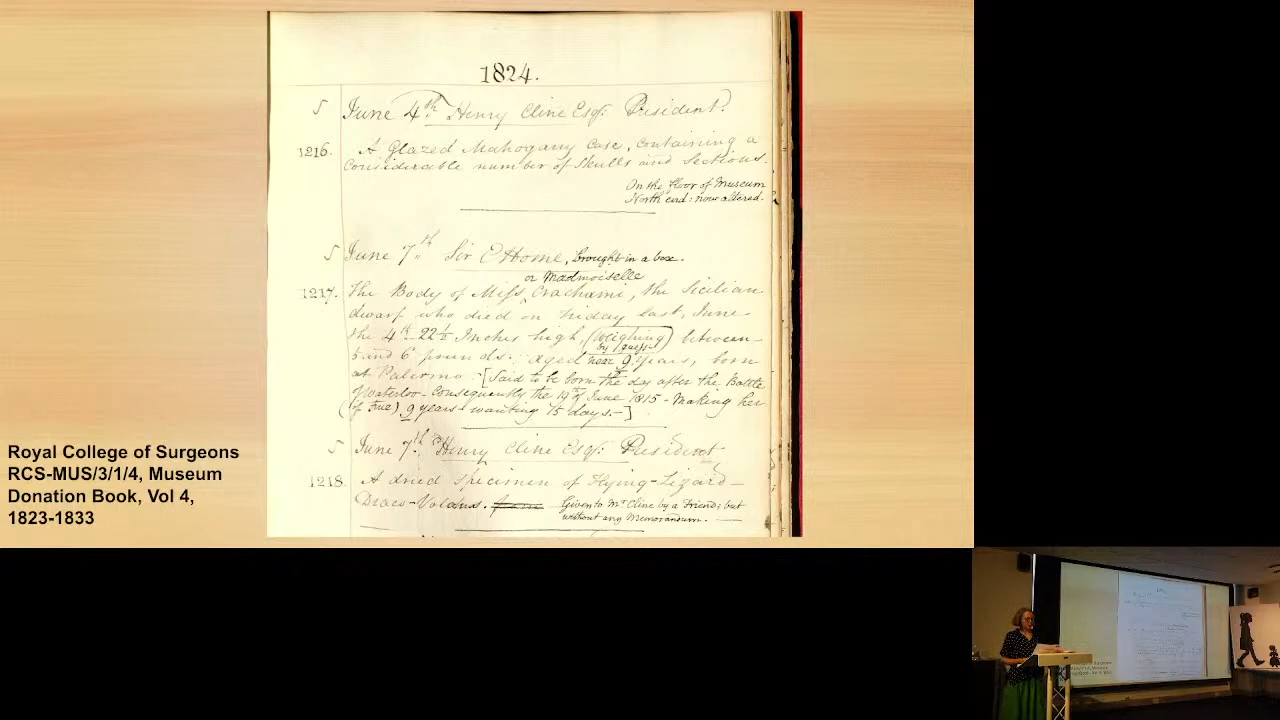 1824.
5 June 4th Henry Cline Esqr. President.
1216. A Glazed Mahogany Case, containing a
considerable number of Skulls and Sections.
On the floor of Museum
North end: now altered.
5 June 7th Sir E Home, brought in a box.
or Madmoiselle
1217. The Body of Miss Crachami, the Sicilian
dwarf who died on Friday last, June
the 4th 22½ Inches high, (weighing
by guess) between
5 and 6 pounds. aged near 9 Years, born
at Palermo - [Said to be born the day after the Battle
Waterloo - Consequently the 19th of June 1815 - Making her
(if True) 9 years wanting 15 days.-]
5 June 7th Henry Cline Esqr. President
1218. A dried specimen of Flying-Lizard-
Draco-Volans. Given to Mr Cline by a Friend; but
without any Memorandum.
Royal College of Surgeons
RCS-MUS/3/1/4, Museum
Donation Book, Vol 4,
1823-1833